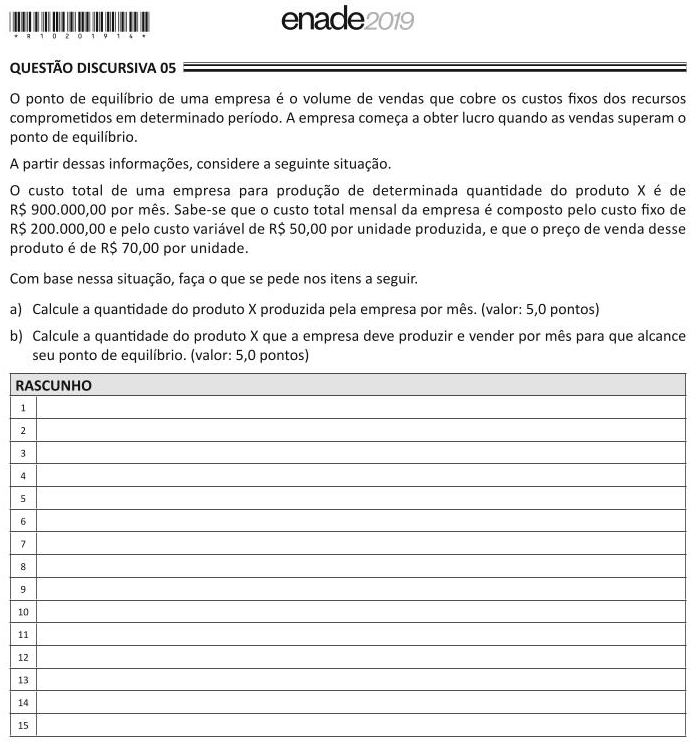 enade2019
*R10201914*
QUESTÃO DISCURSIVA 05
O ponto de equilíbrio de uma empresa é o volume de vendas que cobre os custos fixos dos recursos
comprometidos em determinado período. A empresa começa a obter lucro quando as vendas superam o
ponto de equilíbrio.
A partir dessas informações, considere a seguinte situação.
O custo total de uma empresa para produção de determinada quantidade do produto X é de
R$ 900.000,00 por mês. Sabe-se que o custo total mensal da empresa é composto pelo custo fixo de
R$ 200.000,00 e pelo custo variável de R$ 50,00 por unidade produzida, e que o preço de venda desse
produto é de R$ 70,00 por unidade.
Com base nessa situação, faça o que se pede nos itens a seguir.
a) Calcule a quantidade do produto X produzida pela empresa por mês. (valor: 5,0 pontos)
b) Calcule a quantidade do produto X que a empresa deve produzir e vender por mês para que alcance
seu ponto de equilíbrio. (valor: 5,0 pontos)
RASCUNHO
1
2
3
4
5
6
7
8
9
10
11
12
13
14
15